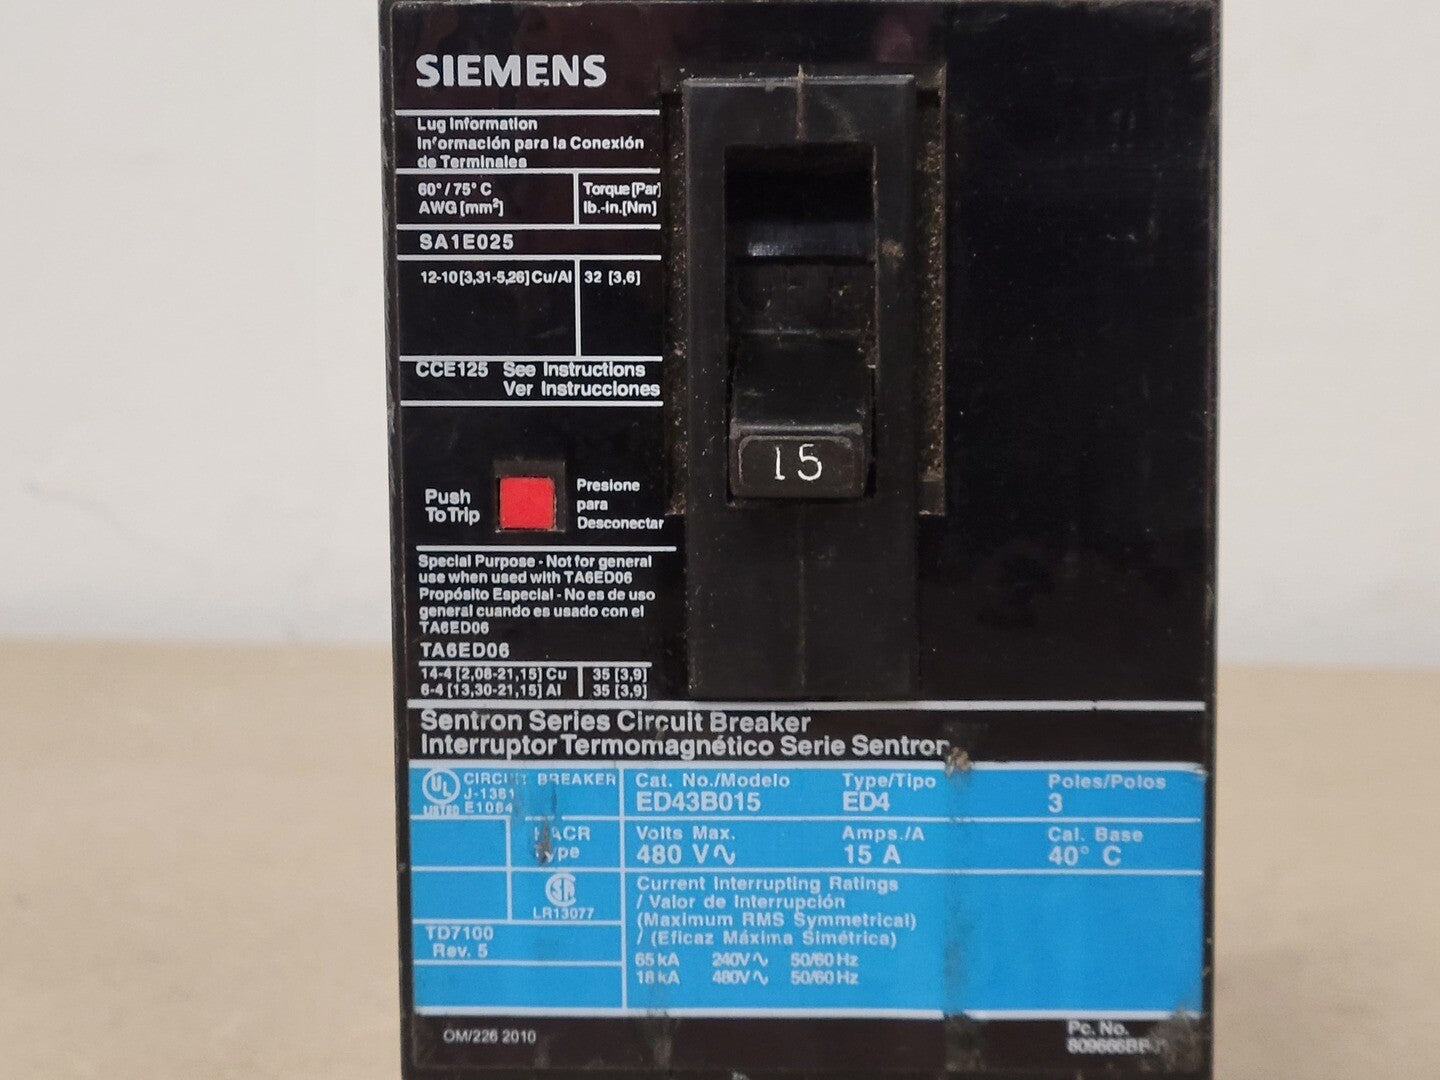 SIEMENS
Lug Information
Información para la Conexión
de Terminales
60° / 75° C
AWG [mm²]
Torque [Par]
lb.-in.[Nm]
SA1E025
12-10 [3,31-5,26] Cu/Al
32 [3,6]
CCE125 See Instructions
Ver Instrucciones
15
Push
To Trip
Presione
para
Desconectar
Special Purpose - Not for general
use when used with TA6ED06
Propósito Especial - No es de uso
general cuando es usado con el
TA6ED06
TA6ED06
14-4 [2,08-21,15] Cu 35 [3,9]
6-4 [13,30-21,15] Al 35 [3,9]
Sentron Series Circuit Breaker
Interruptor Termomagnético Serie Sentron
UL
LISTED
CIRCUIT BREAKER
J-1361
HACR
Type
LR13077
TD7100
Rev. 5
Cat. No./Modelo
ED43B015
Type/Tipo
ED4
Poles/Polos
3
Volts Max.
480 V∿
Amps./A
15 A
Cal. Base
40° C
Current Interrupting Ratings
/ Valor de Interrupción
(Maximum RMS Symmetrical)
/ (Eficaz Máxima Simétrica)
65 kA 240V∿ 50/60 Hz
18 kA 480V∿ 50/60 Hz
OM/226 2010
Pc. No.